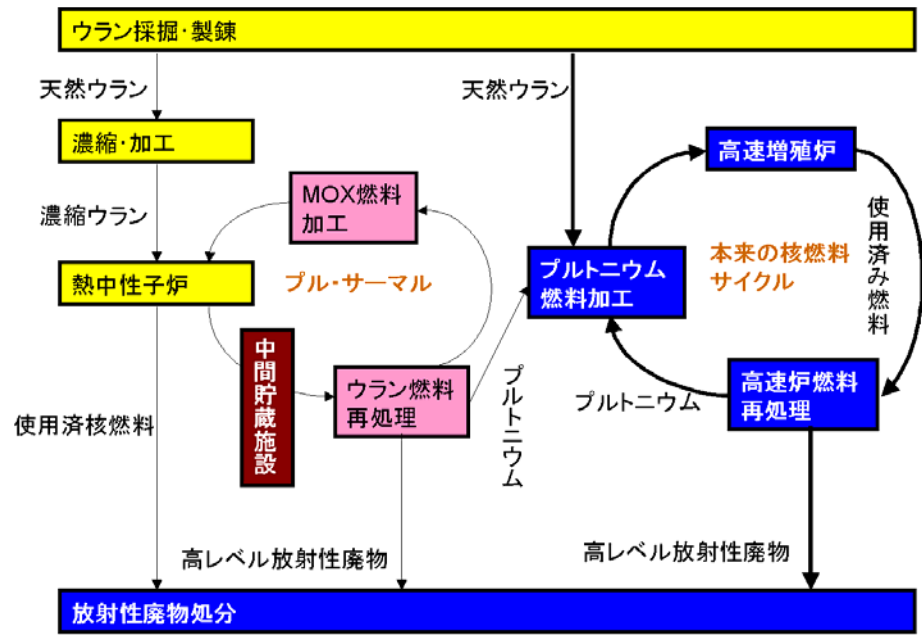 ウラン採掘・製錬
天然ウラン
天然ウラン
濃縮・加工
高速増殖炉
MOX燃料
加工
濃縮ウラン
使用済み燃料
熱中性子炉
プル・サーマル
プルトニウム
燃料加工
本来の核燃料
サイクル
中間貯蔵施設
ウラン燃料
再処理
プルトニウム
プルトニウム
高速炉燃料
再処理
使用済核燃料
高レベル放射性廃物
高レベル放射性廃物
放射性廃物処分